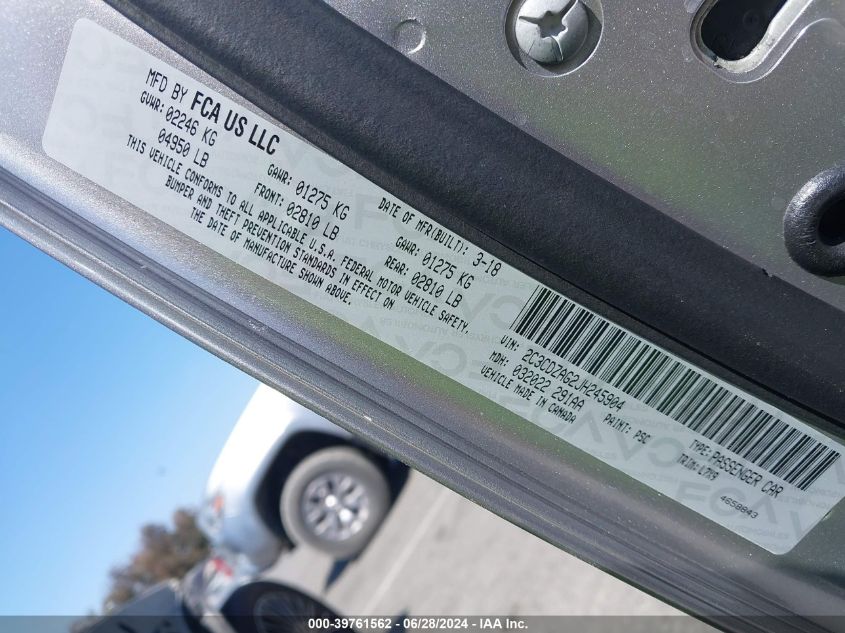 MFD BY FCA US LLC
DATE OF MFR(BUILT): 3-18
GVWR: 02246 KG
04950 LB
GAWR: 01275 KG
FRONT: 02810 LB
GAWR: 01275 KG
REAR: 02810 LB
THIS VEHICLE CONFORMS TO ALL APPLICABLE U.S.A. FEDERAL MOTOR VEHICLE SAFETY,
BUMPER AND THEFT PREVENTION STANDARDS IN EFFECT ON
THE DATE OF MANUFACTURE SHOWN ABOVE.
VIN: 2C3CDZAG2JH245904
TYPE: PASSENGER CAR
MDH: 032022 291AA
PAINT: PSC
TRIM: L7X9
VEHICLE MADE IN CANADA
4658843
000-39761562 - 06/28/2024 - IAA Inc.